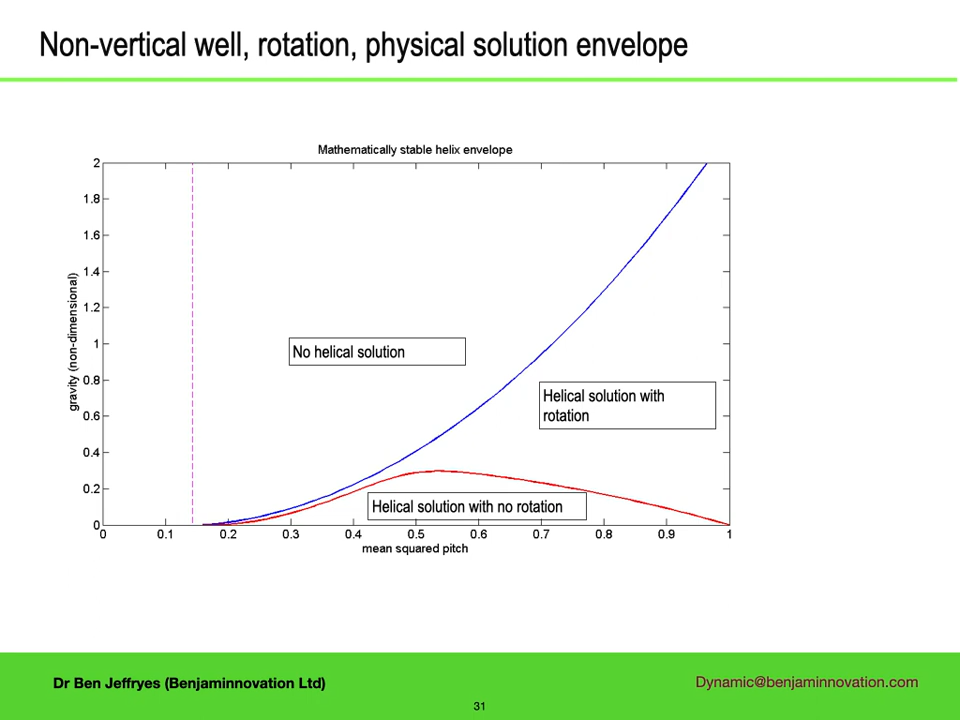 Non-vertical well, rotation, physical solution envelope
Mathematically stable helix envelope
2
1.8
1.6
1.4
1.2
1
0.8
0.6
0.4
0.2
0
gravity (non-dimensional)
No helical solution
Helical solution with
rotation
Helical solution with no rotation
0 0.1 0.2 0.3 0.4 0.5 0.6 0.7 0.8 0.9 1
mean squared pitch
Dr Ben Jeffryes (Benjaminnovation Ltd)
Dynamic@benjaminnovation.com
31